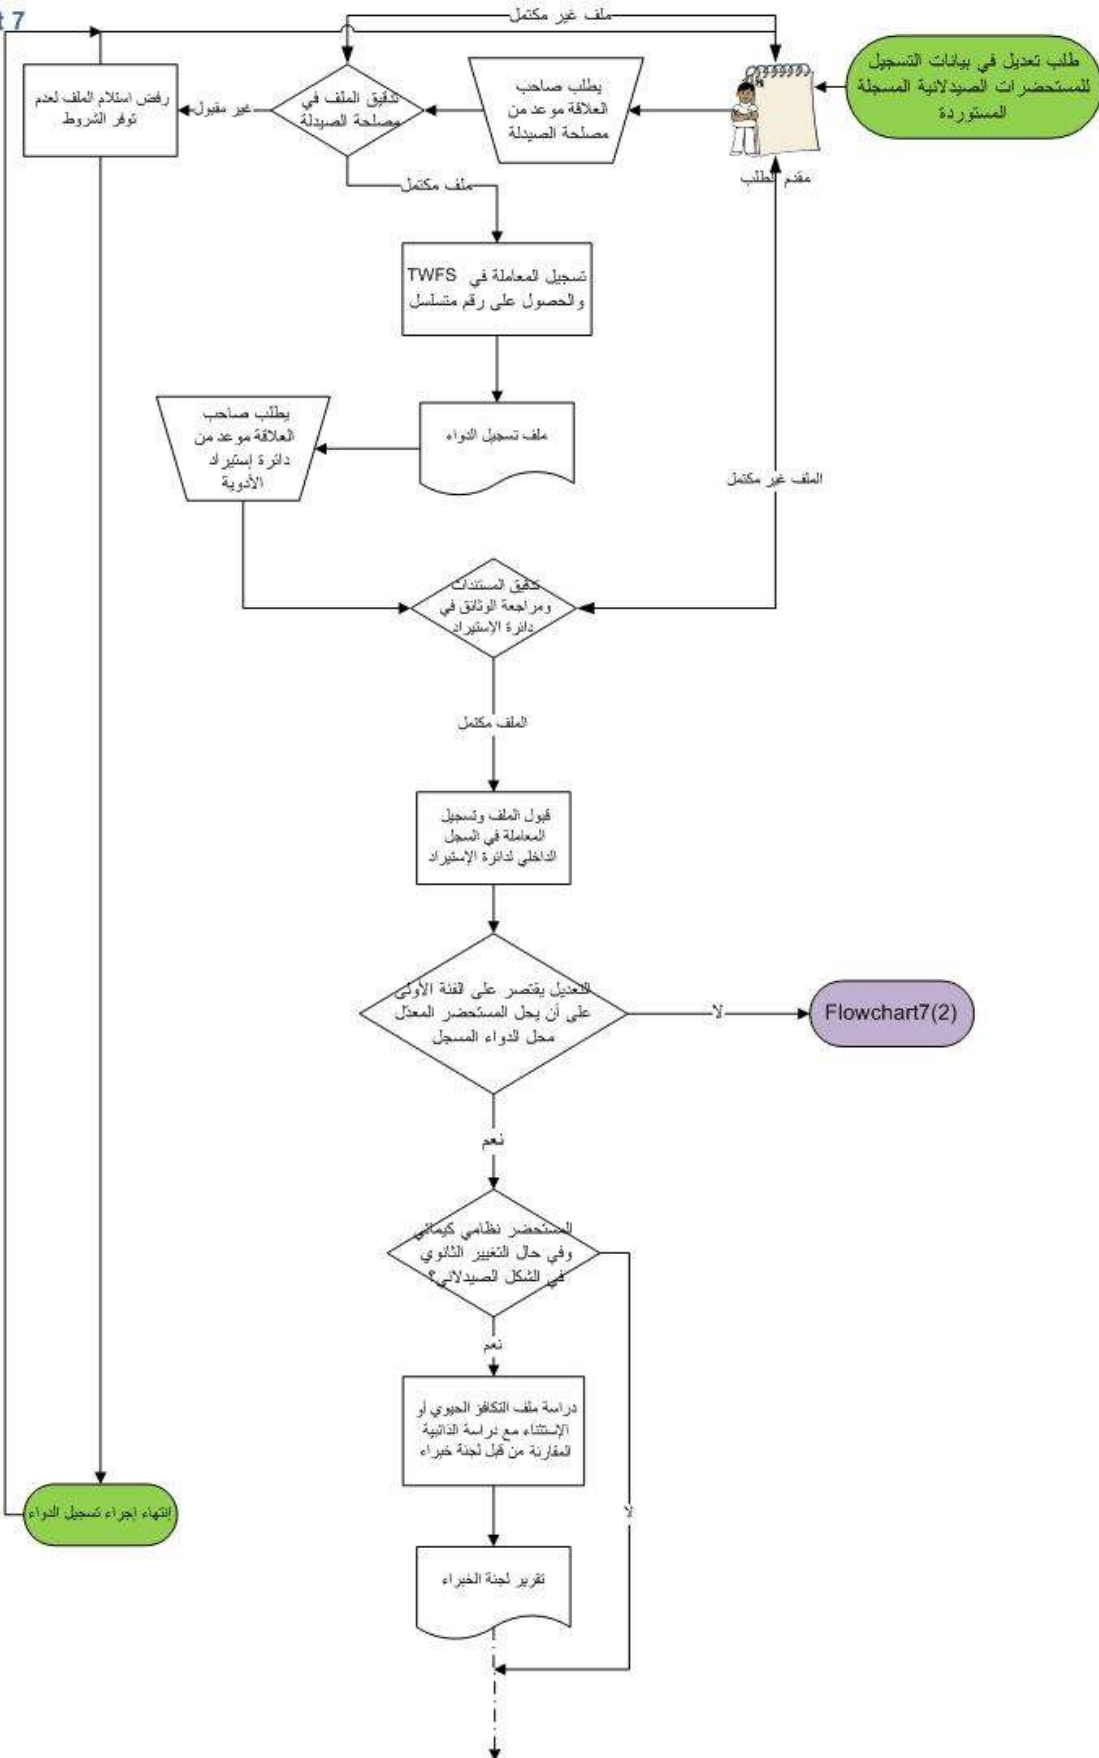 t 7
ملف غير مكتمل
طلب تعديل في بيانات التسجيل
للمستحضرات الصيدلانية المسجلة
المستوردة
مقدم الطلب
يطلب صاحب
العلاقة موعد من
مصلحة الصيدلة
تدقيق الملف في
مصلحة الصيدلة
غير مقبول
رفض استلام الملف لعدم
توفر الشروط
ملف مكتمل
تسجيل المعاملة في TWFS
والحصول على رقم متسلسل
ملف تسجيل الدواء
يطلب صاحب
العلاقة موعد من
دائرة إستيراد
الأدوية
الملف غير مكتمل
تدقيق المستندات
ومراجعة الوثائق في
دائرة الإستيراد
الملف مكتمل
قبول الملف وتسجيل
المعاملة في السجل
الداخلي لدائرة الإستيراد
التعديل يقتصر على الفئة الأولى
على أن يحل المستحضر المعدّل
محل الدواء المسجل
لا
Flowchart7(2)
نعم
المستحضر نظامي كيمائي
وفي حال التغيير الثانوي
في الشكل الصيدلاني؟
نعم
دراسة ملف التكافؤ الحيوي أو
الإستثناء مع دراسة الذائبية
المقارنة من قبل لجنة خبراء
لا
إنتهاء إجراء تسجيل الدواء
تقرير لجنة الخبراء